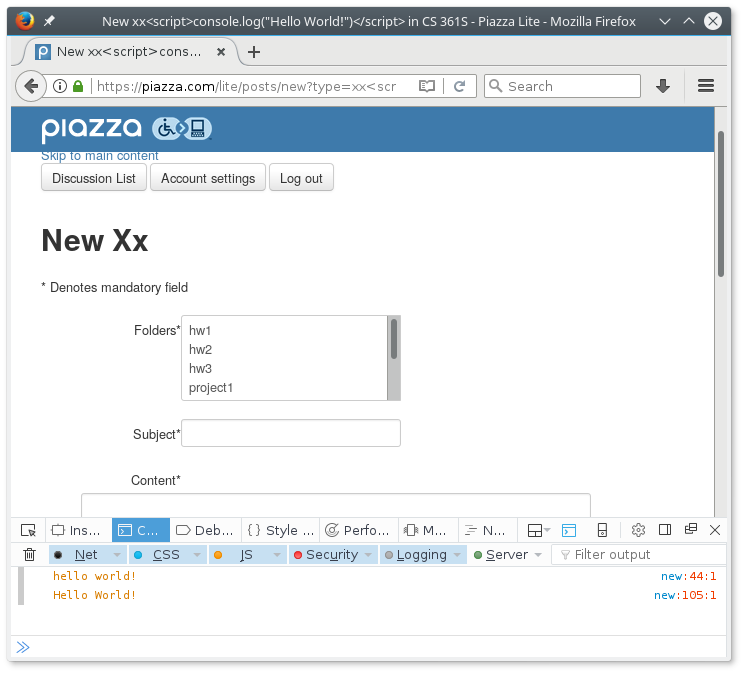 New xx<script>console.log("Hello World!")</script> in CS 361S - Piazza Lite - Mozilla Firefox
New xx<script>cons...
https://piazza.com/lite/posts/new?type=xx<scr
Search
piazza
Skip to main content
Discussion List Account settings Log out
New Xx
* Denotes mandatory field
Folders*
hw1
hw2
hw3
project1
Subject*
Content*
Ins... C... Deb... { } Style ... Perfo... M... N...
Net CSS JS Security Logging Server Filter output
hello world! new:44:1
Hello World! new:105:1